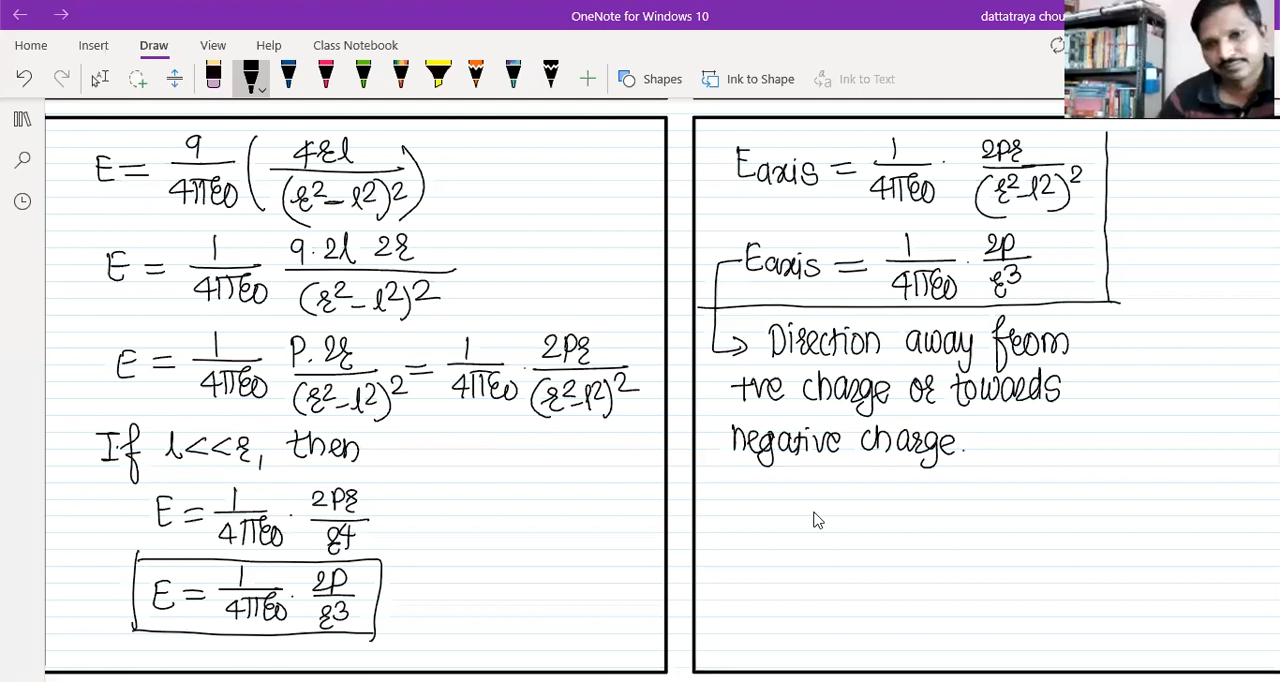 OneNote for Windows 10
dattatraya chou
Home Insert Draw View Help Class Notebook
Shapes Ink to Shape Ink to Text
E = q/4πε0 (4rl/(r²-l²)²)
E = 1/4πε0 q·2l 2r/(r²-l²)²
E = 1/4πε0 P·2r/(r²-l²)² = 1/4πε0 · 2Pr/(r²-l²)²
If l<<r, then
E = 1/4πε0 · 2Pr/r4
E = 1/4πε0 · 2P/r3
Eaxis = 1/4πε0 · 2Pr/(r²-l²)²
Eaxis = 1/4πε0 · 2P/r3
Direction away from
+ve charge or towards
negative charge.